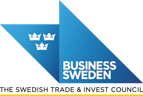 BUSINESS
SWEDEN
THE SWEDISH TRADE & INVEST COUNCIL